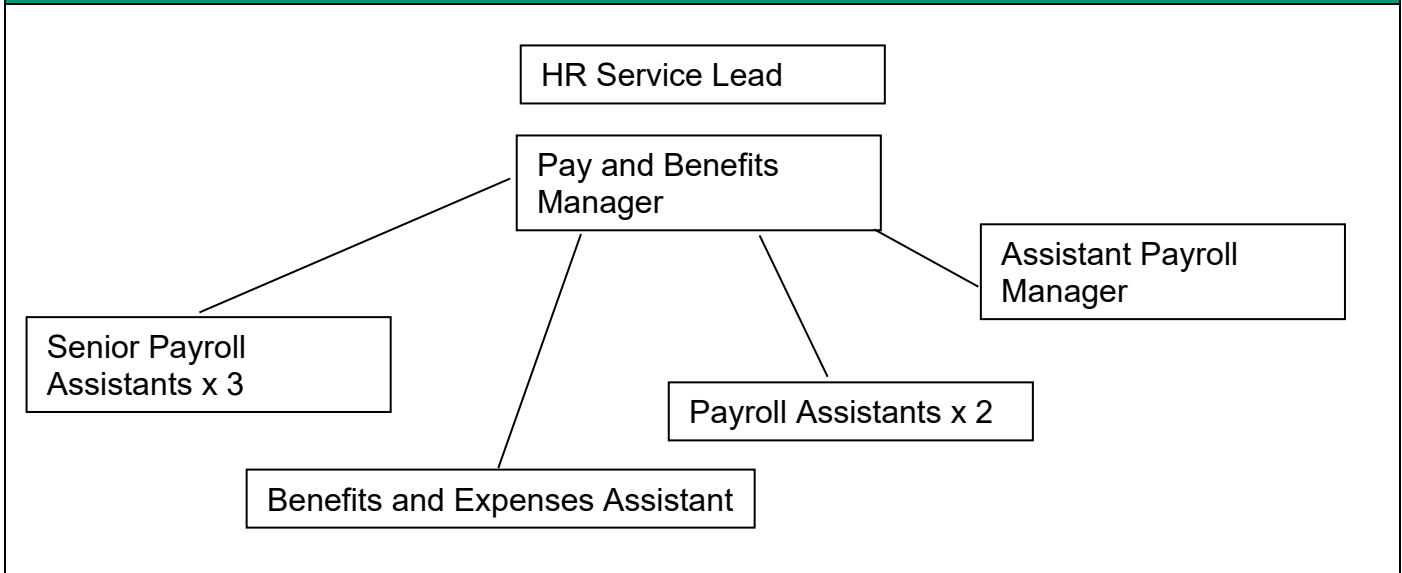 HR Service Lead
Pay and Benefits
Manager
Assistant Payroll
Manager
Senior Payroll
Assistants x 3
Payroll Assistants x 2
Benefits and Expenses Assistant